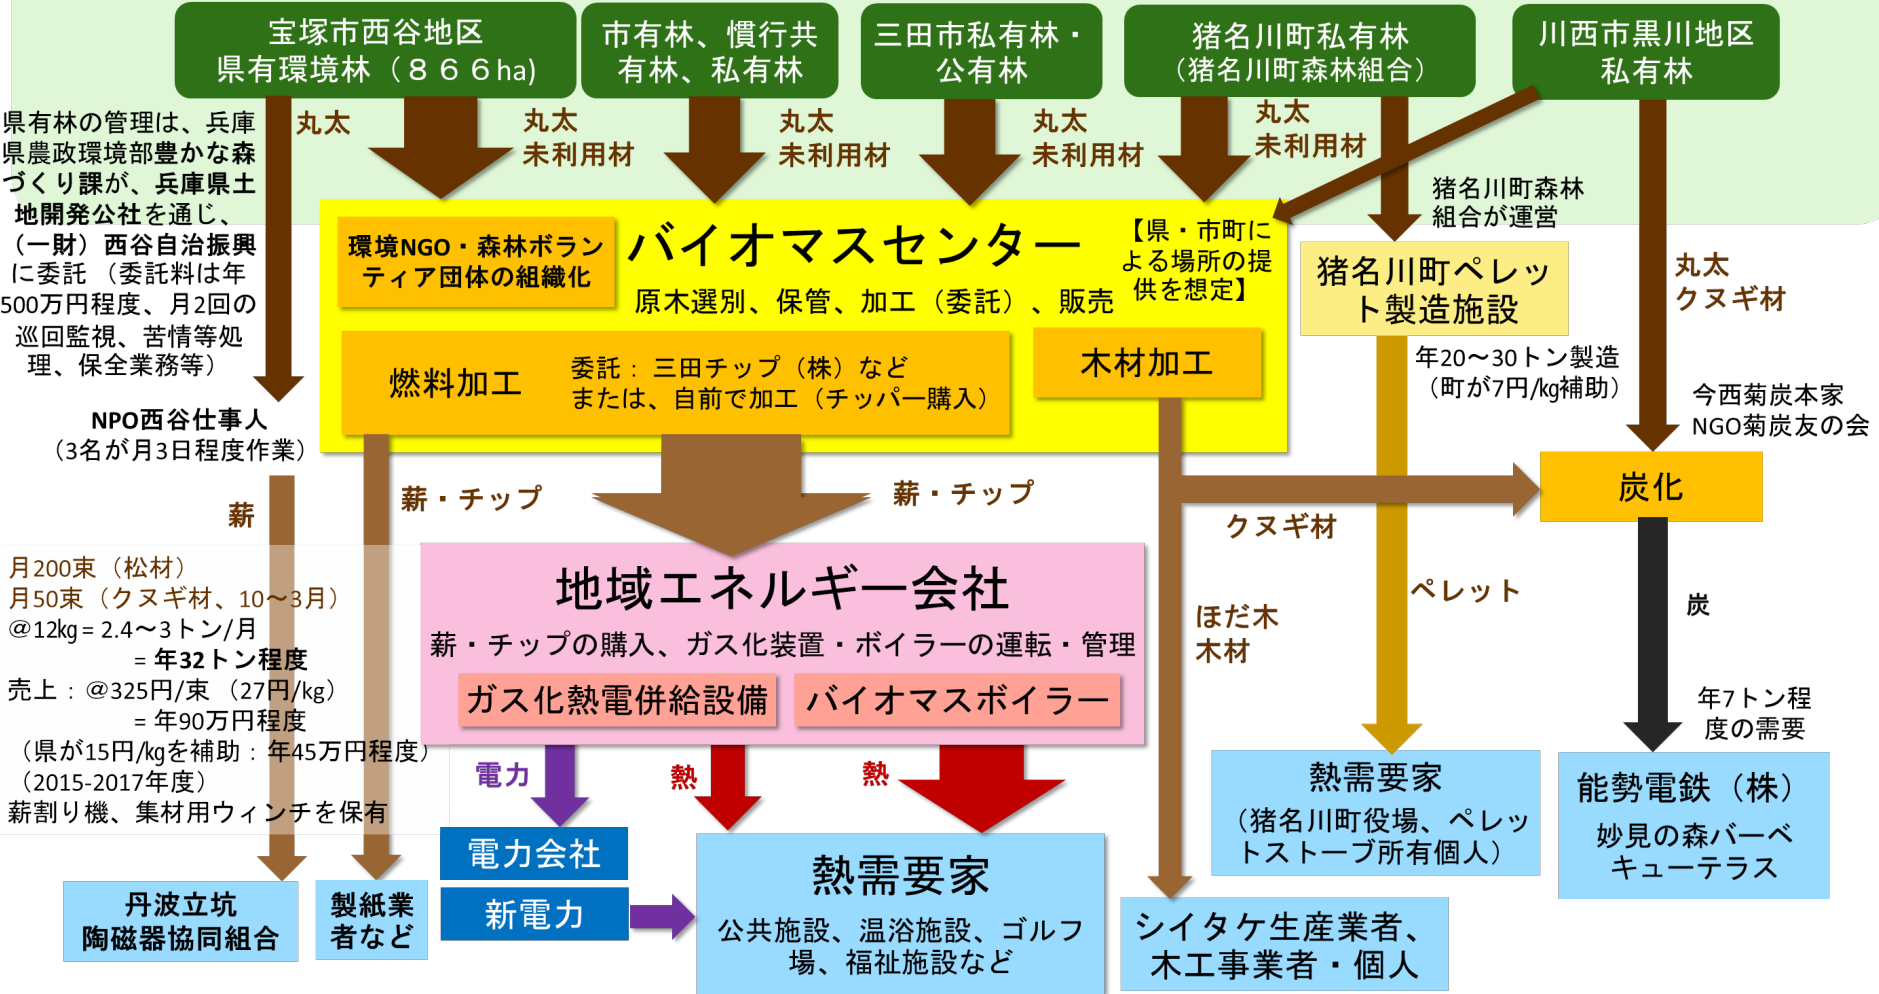 宝塚市西谷地区
県有環境林（８６６ha)
市有林、慣行共
有林、私有林
三田市私有林・
公有林
猪名川町私有林
（猪名川町森林組合）
川西市黒川地区
私有林
県有林の管理は、兵庫
県農政環境部豊かな森
づくり課が、兵庫県土
地開発公社を通じ、
（一財）西谷自治振興
に委託（委託料は年
500万円程度、月2回の
巡回監視、苦情等処
理、保全業務等）
丸太
丸太
未利用材
丸太
未利用材
丸太
未利用材
丸太
未利用材
猪名川町森林
組合が運営
丸太
クヌギ材
環境NGO・森林ボラン
ティア団体の組織化
バイオマスセンター
原木選別、保管、加工（委託）、販売
【県・市町に
よる場所の提
供を想定】
燃料加工
委託：三田チップ（株）など
または、自前で加工（チッパー購入）
木材加工
猪名川町ペレッ
ト製造施設
年20～30トン製造
（町が7円/㎏補助）
今西菊炭本家
NGO菊炭友の会
NPO西谷仕事人
（3名が月3日程度作業）
薪
薪・チップ
薪・チップ
クヌギ材
炭化
月200束（松材）
月50束（クヌギ材、10～3月）
＠12㎏= 2.4～3トン/月
= 年32トン程度
売上：＠325円/束（27円/㎏）
= 年90万円程度
（県が15円/㎏を補助：年45万円程度）
（2015-2017年度）
薪割り機、集材用ウィンチを保有
地域エネルギー会社
薪・チップの購入、ガス化装置・ボイラーの運転・管理
ガス化熱電併給設備
バイオマスボイラー
ほだ木
木材
ペレット
炭
年7トン程
度の需要
電力
熱
熱
電力会社
新電力
熱需要家
公共施設、温浴施設、ゴルフ
場、福祉施設など
熱需要家
（猪名川町役場、ペレッ
トストーブ所有個人）
能勢電鉄（株）
妙見の森バーベ
キューテラス
丹波立坑
陶磁器協同組合
製紙業
者など
シイタケ生産業者、
木工事業者・個人